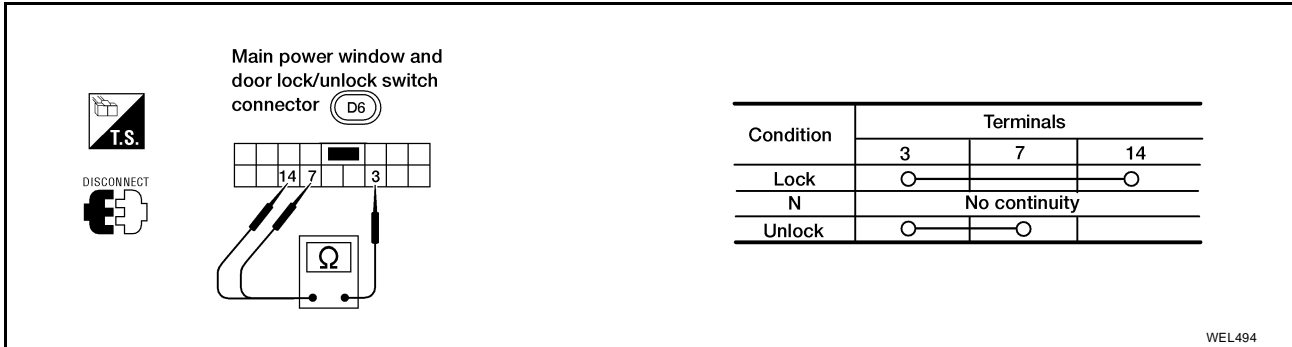 Main power window and
door lock/unlock switch
connector D6
T.S.
DISCONNECT
14 7 3
Ω
Condition Terminals
3 7 14
Lock
N No continuity
Unlock
WEL494